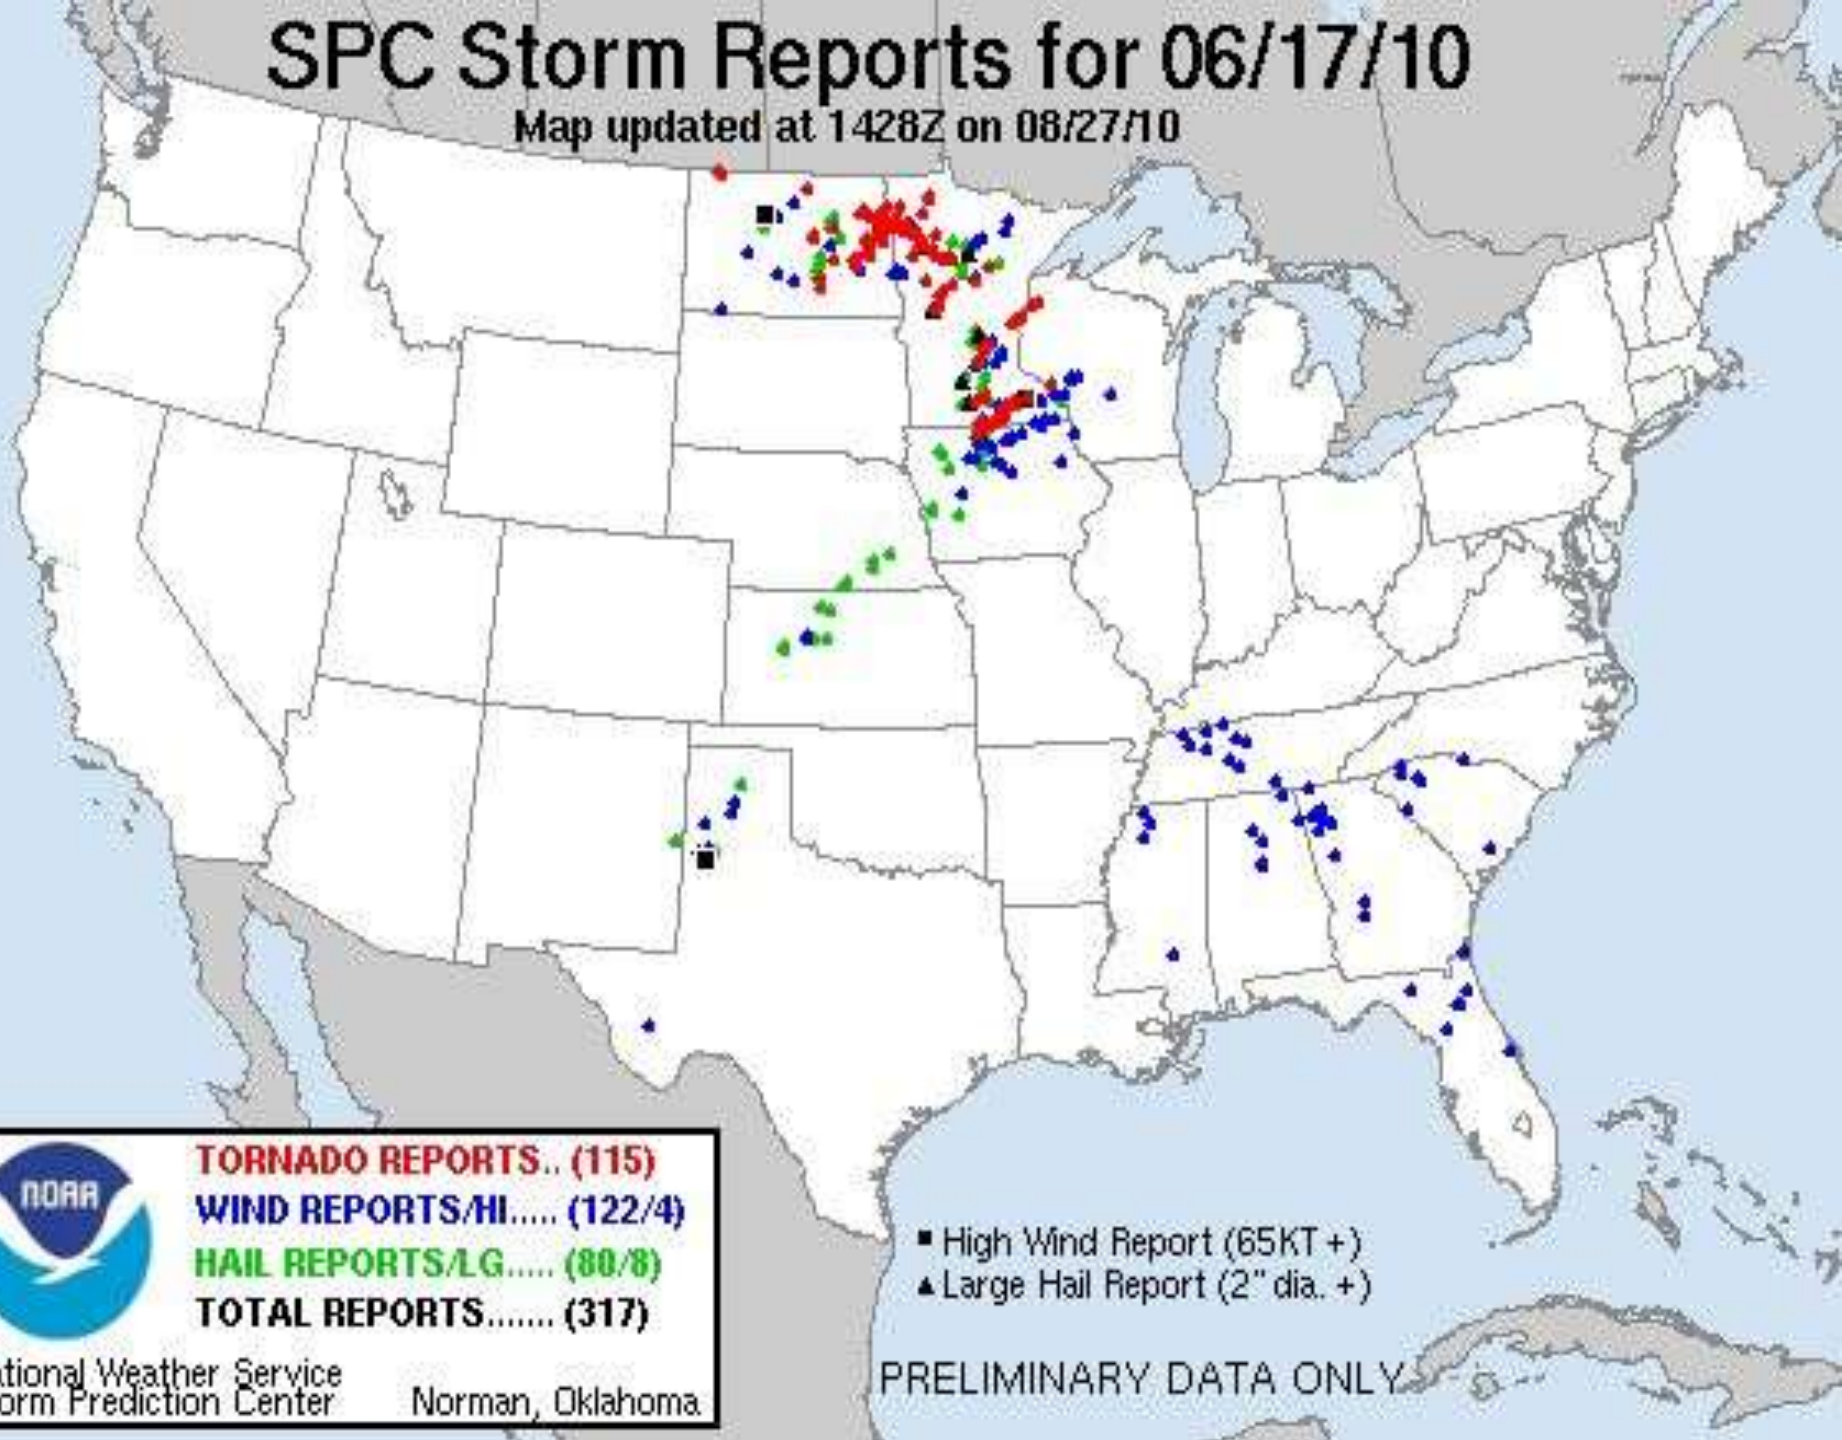 SPC Storm Reports for 06/17/10
Map updated at 1428Z on 08/27/10
NOAA
TORNADO REPORTS.. (115)
WIND REPORTS/HI..... (122/4)
HAIL REPORTS/LG..... (80/8)
TOTAL REPORTS....... (317)
ational Weather Service
orm Prediction Center Norman, Oklahoma
High Wind Report (65KT +)
Large Hail Report (2" dia. +)
PRELIMINARY DATA ONLY